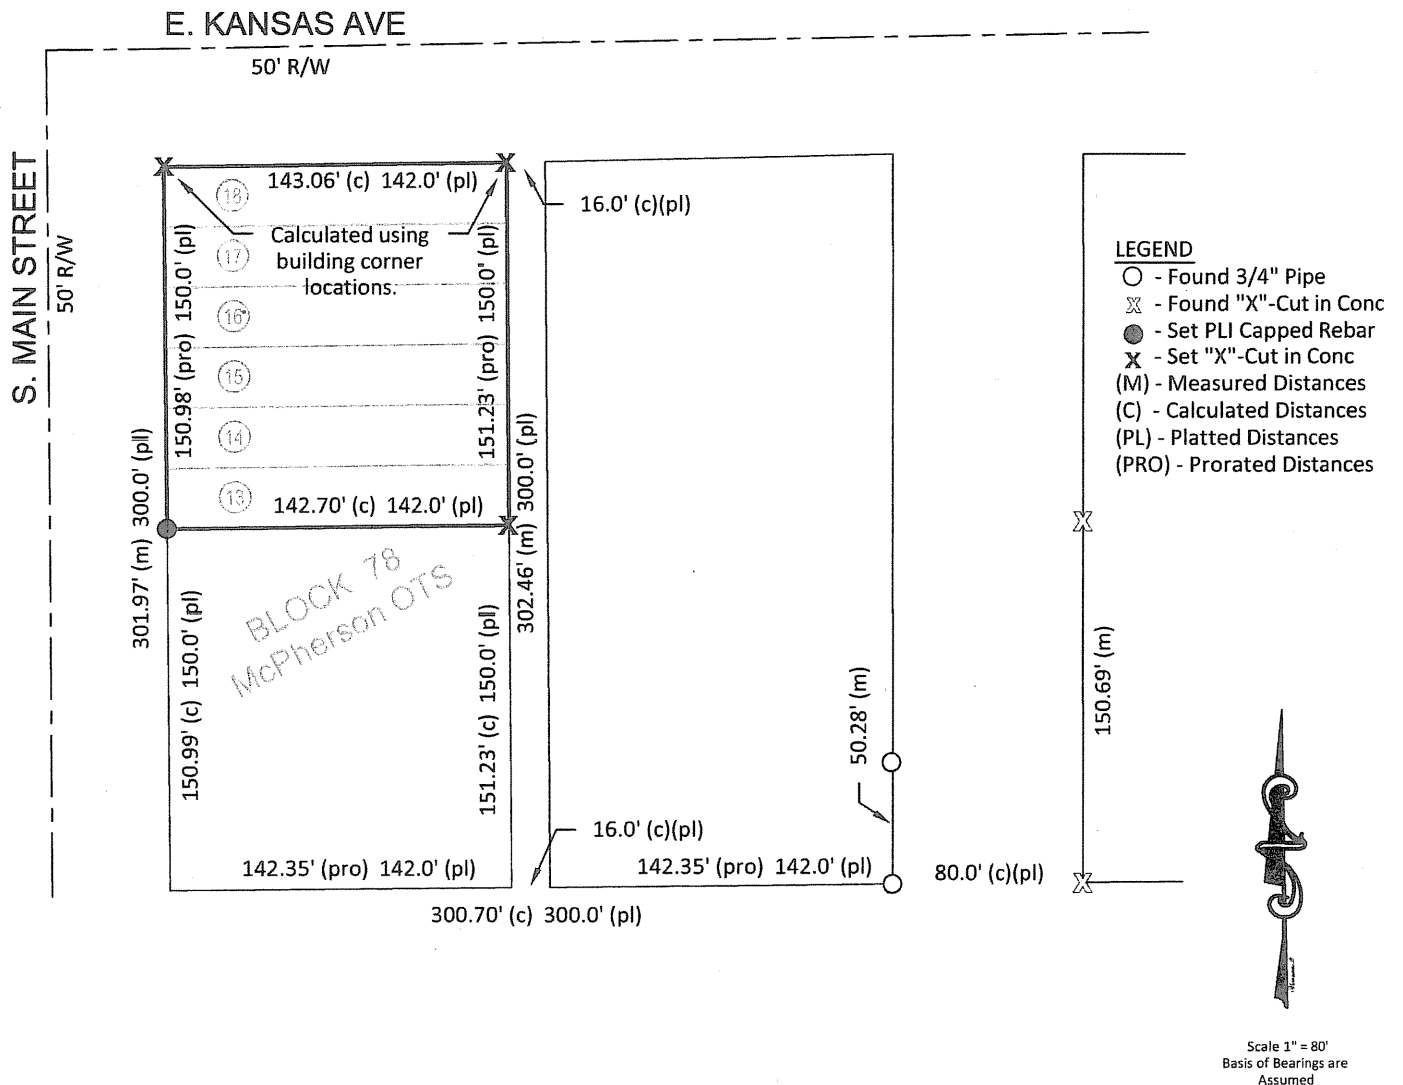 E. KANSAS AVE
50' R/W
S. MAIN STREET
50' R/W
143.06' (c) 142.0' (pl)
16.0' (c)(pl)
18
Calculated using
building corner
locations.
17
16
15
14
13
150.98' (pro) 150.0' (pl)
151.23' (pro) 150.0" (pl)
142.70' (c) 142.0' (pl)
301.97' (m) 300.0' (pll)
302.46' (m) 300.0' (pl)
BLOCK 78
McPherson OTS
150.99' (c) 150.0' (pl)
151.23' (c) 150.0' (pll)
142.35' (pro) 142.0' (pl)
16.0' (c)(pl)
142.35' (pro) 142.0' (pl)
50.28' (m)
80.0' (c)(pl)
300.70' (c) 300.0' (pl)
150.69' (m)
LEGEND
- Found 3/4" Pipe
X - Found "X"-Cut in Conc
- Set PLI Capped Rebar
X - Set "X"-Cut in Conc
(M) - Measured Distances
(C) - Calculated Distances
(PL) - Platted Distances
(PRO) - Prorated Distances
Scale 1" = 80'
Basis of Bearings are
Assumed